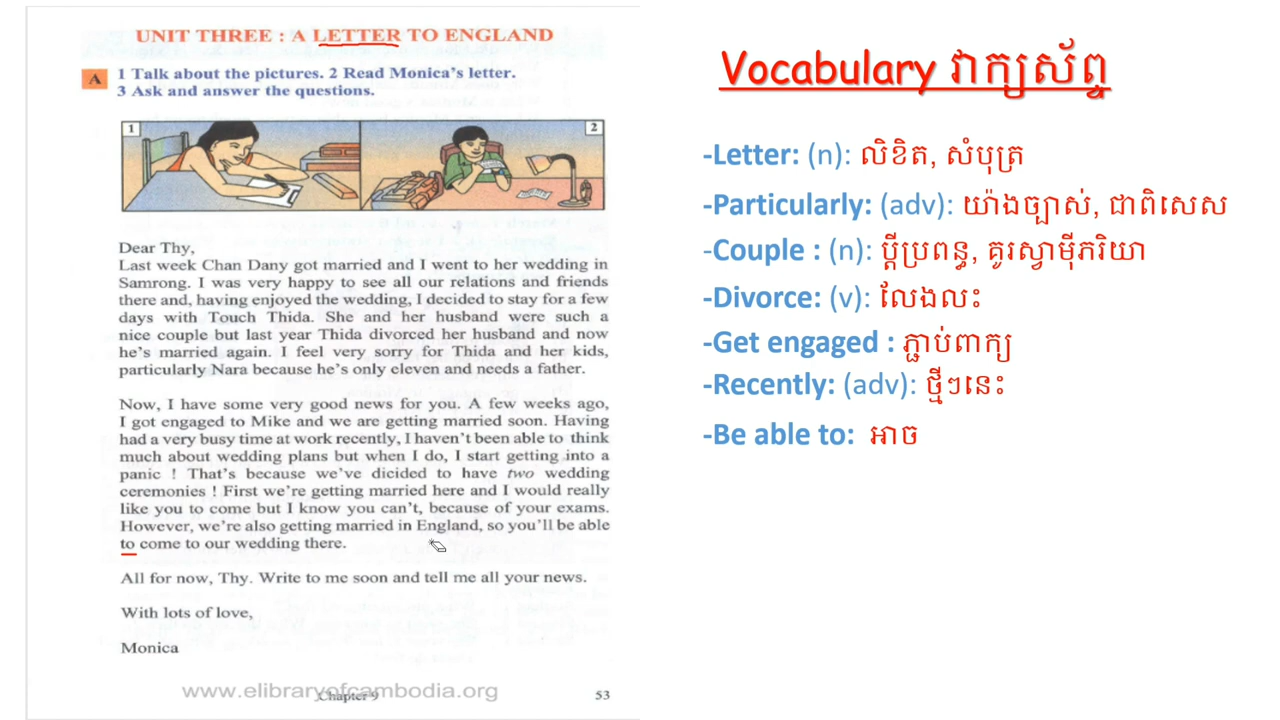 UNIT THREE : A LETTER TO ENGLAND
A
1 Talk about the pictures. 2 Read Monica's letter.
3 Ask and answer the questions.
1
2
Dear Thy,
Last week Chan Dany got married and I went to her wedding in
Samrong. I was very happy to see all our relations and friends
there and, having enjoyed the wedding, I decided to stay for a few
days with Touch Thida. She and her husband were such a
nice couple but last year Thida divorced her husband and now
he's married again. I feel very sorry for Thida and her kids,
particularly Nara because he's only eleven and needs a father.
Now, I have some very good news for you. A few weeks ago,
I got engaged to Mike and we are getting married soon. Having
had a very busy time at work recently, I haven't been able to think
much about wedding plans but when I do, I start getting into a
panic ! That's because we've dicided to have two wedding
ceremonies ! First we're getting married here and I would really
like you to come but I know you can't, because of your exams.
However, we're also getting married in England, so you'll be able
to come to our wedding there.
All for now, Thy. Write to me soon and tell me all your news.
With lots of love,
Monica
www.elibraryofcambodia.org
Chapter 9
53
Vocabulary វាក្យស័ព្ទ
-Letter: (n): លិខិត, សំបុត្រ
-Particularly: (adv): យ៉ាងច្បាស់, ជាពិសេស
-Couple : (n): ប្តីប្រពន្ធ, គូរស្វាម៉ីភរិយា
-Divorce: (v): លែងលះ
-Get engaged : ភ្ជាប់ពាក្យ
-Recently: (adv): ថ្មីៗនេះ
-Be able to: អាច